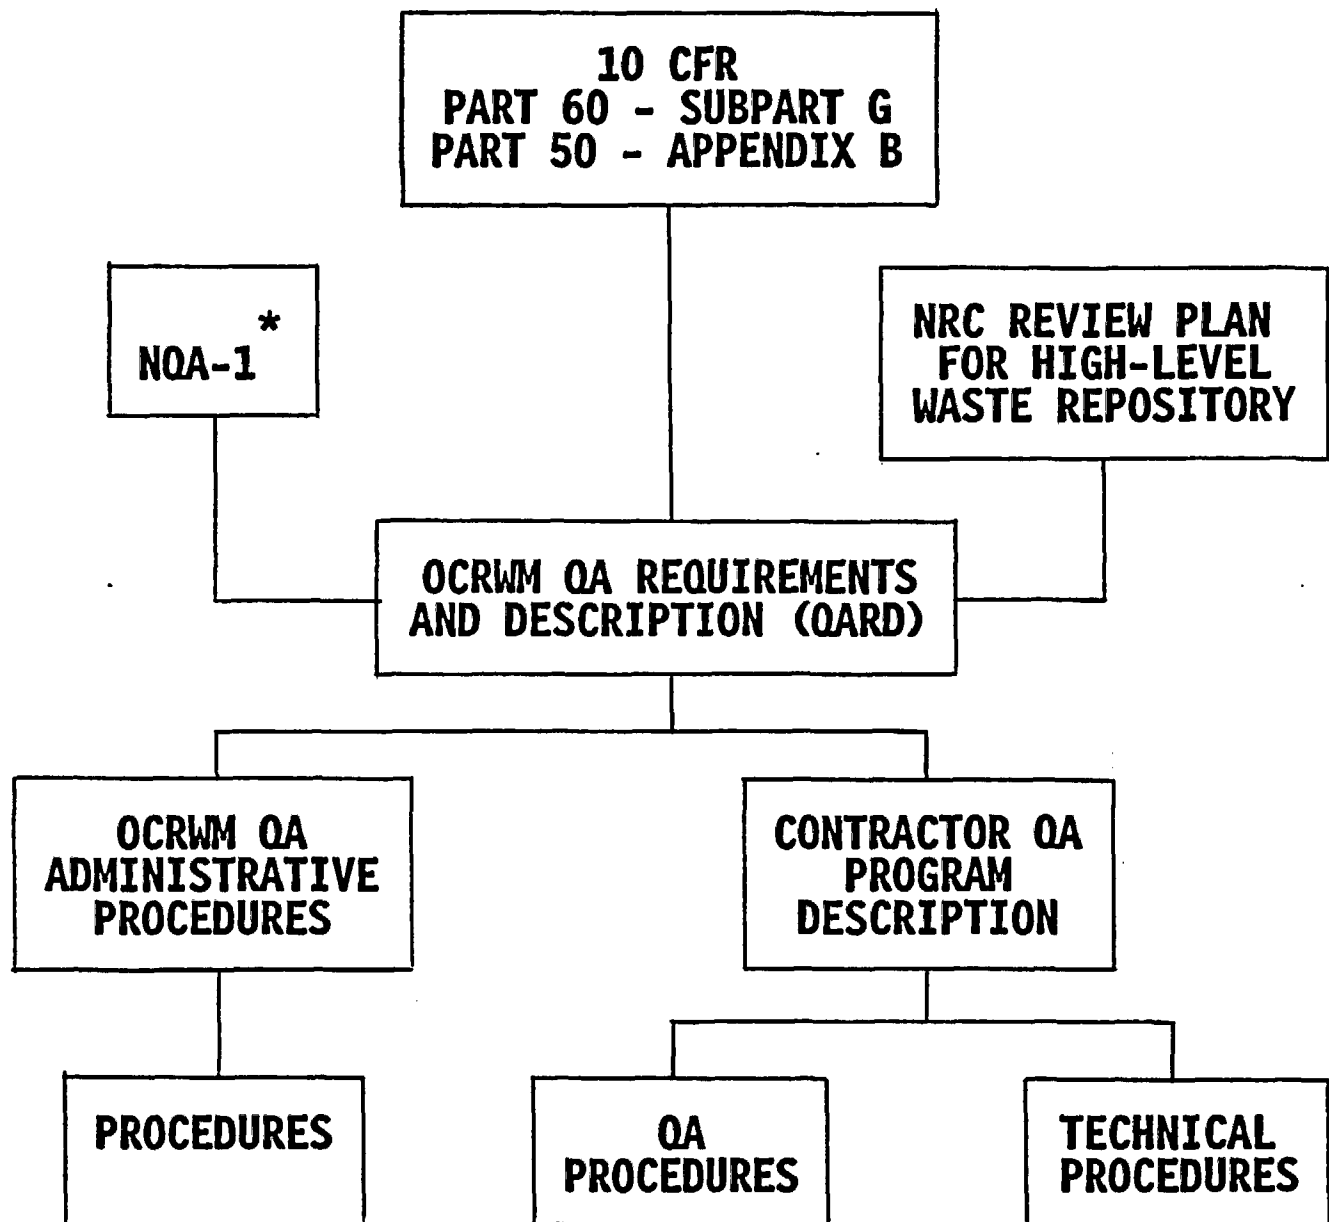 10 CFR
PART 60 - SUBPART G
PART 50 - APPENDIX B
*
NQA-1
NRC REVIEW PLAN
FOR HIGH-LEVEL
WASTE REPOSITORY
OCRWM QA REQUIREMENTS
AND DESCRIPTION (QARD)
OCRWM QA
ADMINISTRATIVE
PROCEDURES
CONTRACTOR QA
PROGRAM
DESCRIPTION
PROCEDURES
QA
PROCEDURES
TECHNICAL
PROCEDURES